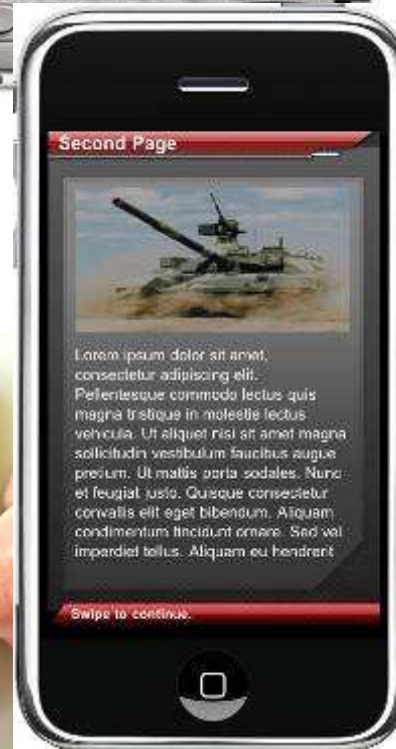 Second Page
Lorem ipsum dolor sit amet,
consectetur adipiscing elit.
Pellentesque commodo lectus quis
magna tristique in molestie lectus
vehicula. Ut aliquet nisi sit amet magna
sollicitudin vestibulum faucibus augue
pretium. Ut mattis porta sodales. Nunc
et feugiat justo. Quisque consectetur
convallis elit eget bibendum. Aliquam
condimentum tincidunt ornare. Sed vel
imperdiet tellus. Aliquam eu hendrerit
Swipe to continue.